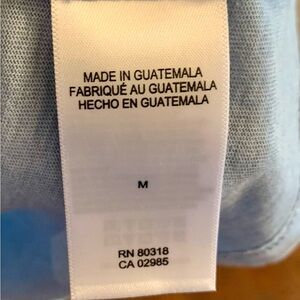 MADE IN GUATEMALA
FABRIQUÉ AU GUATEMALA
HECHO EN GUATEMALA
M
RN 80318
CA 02985